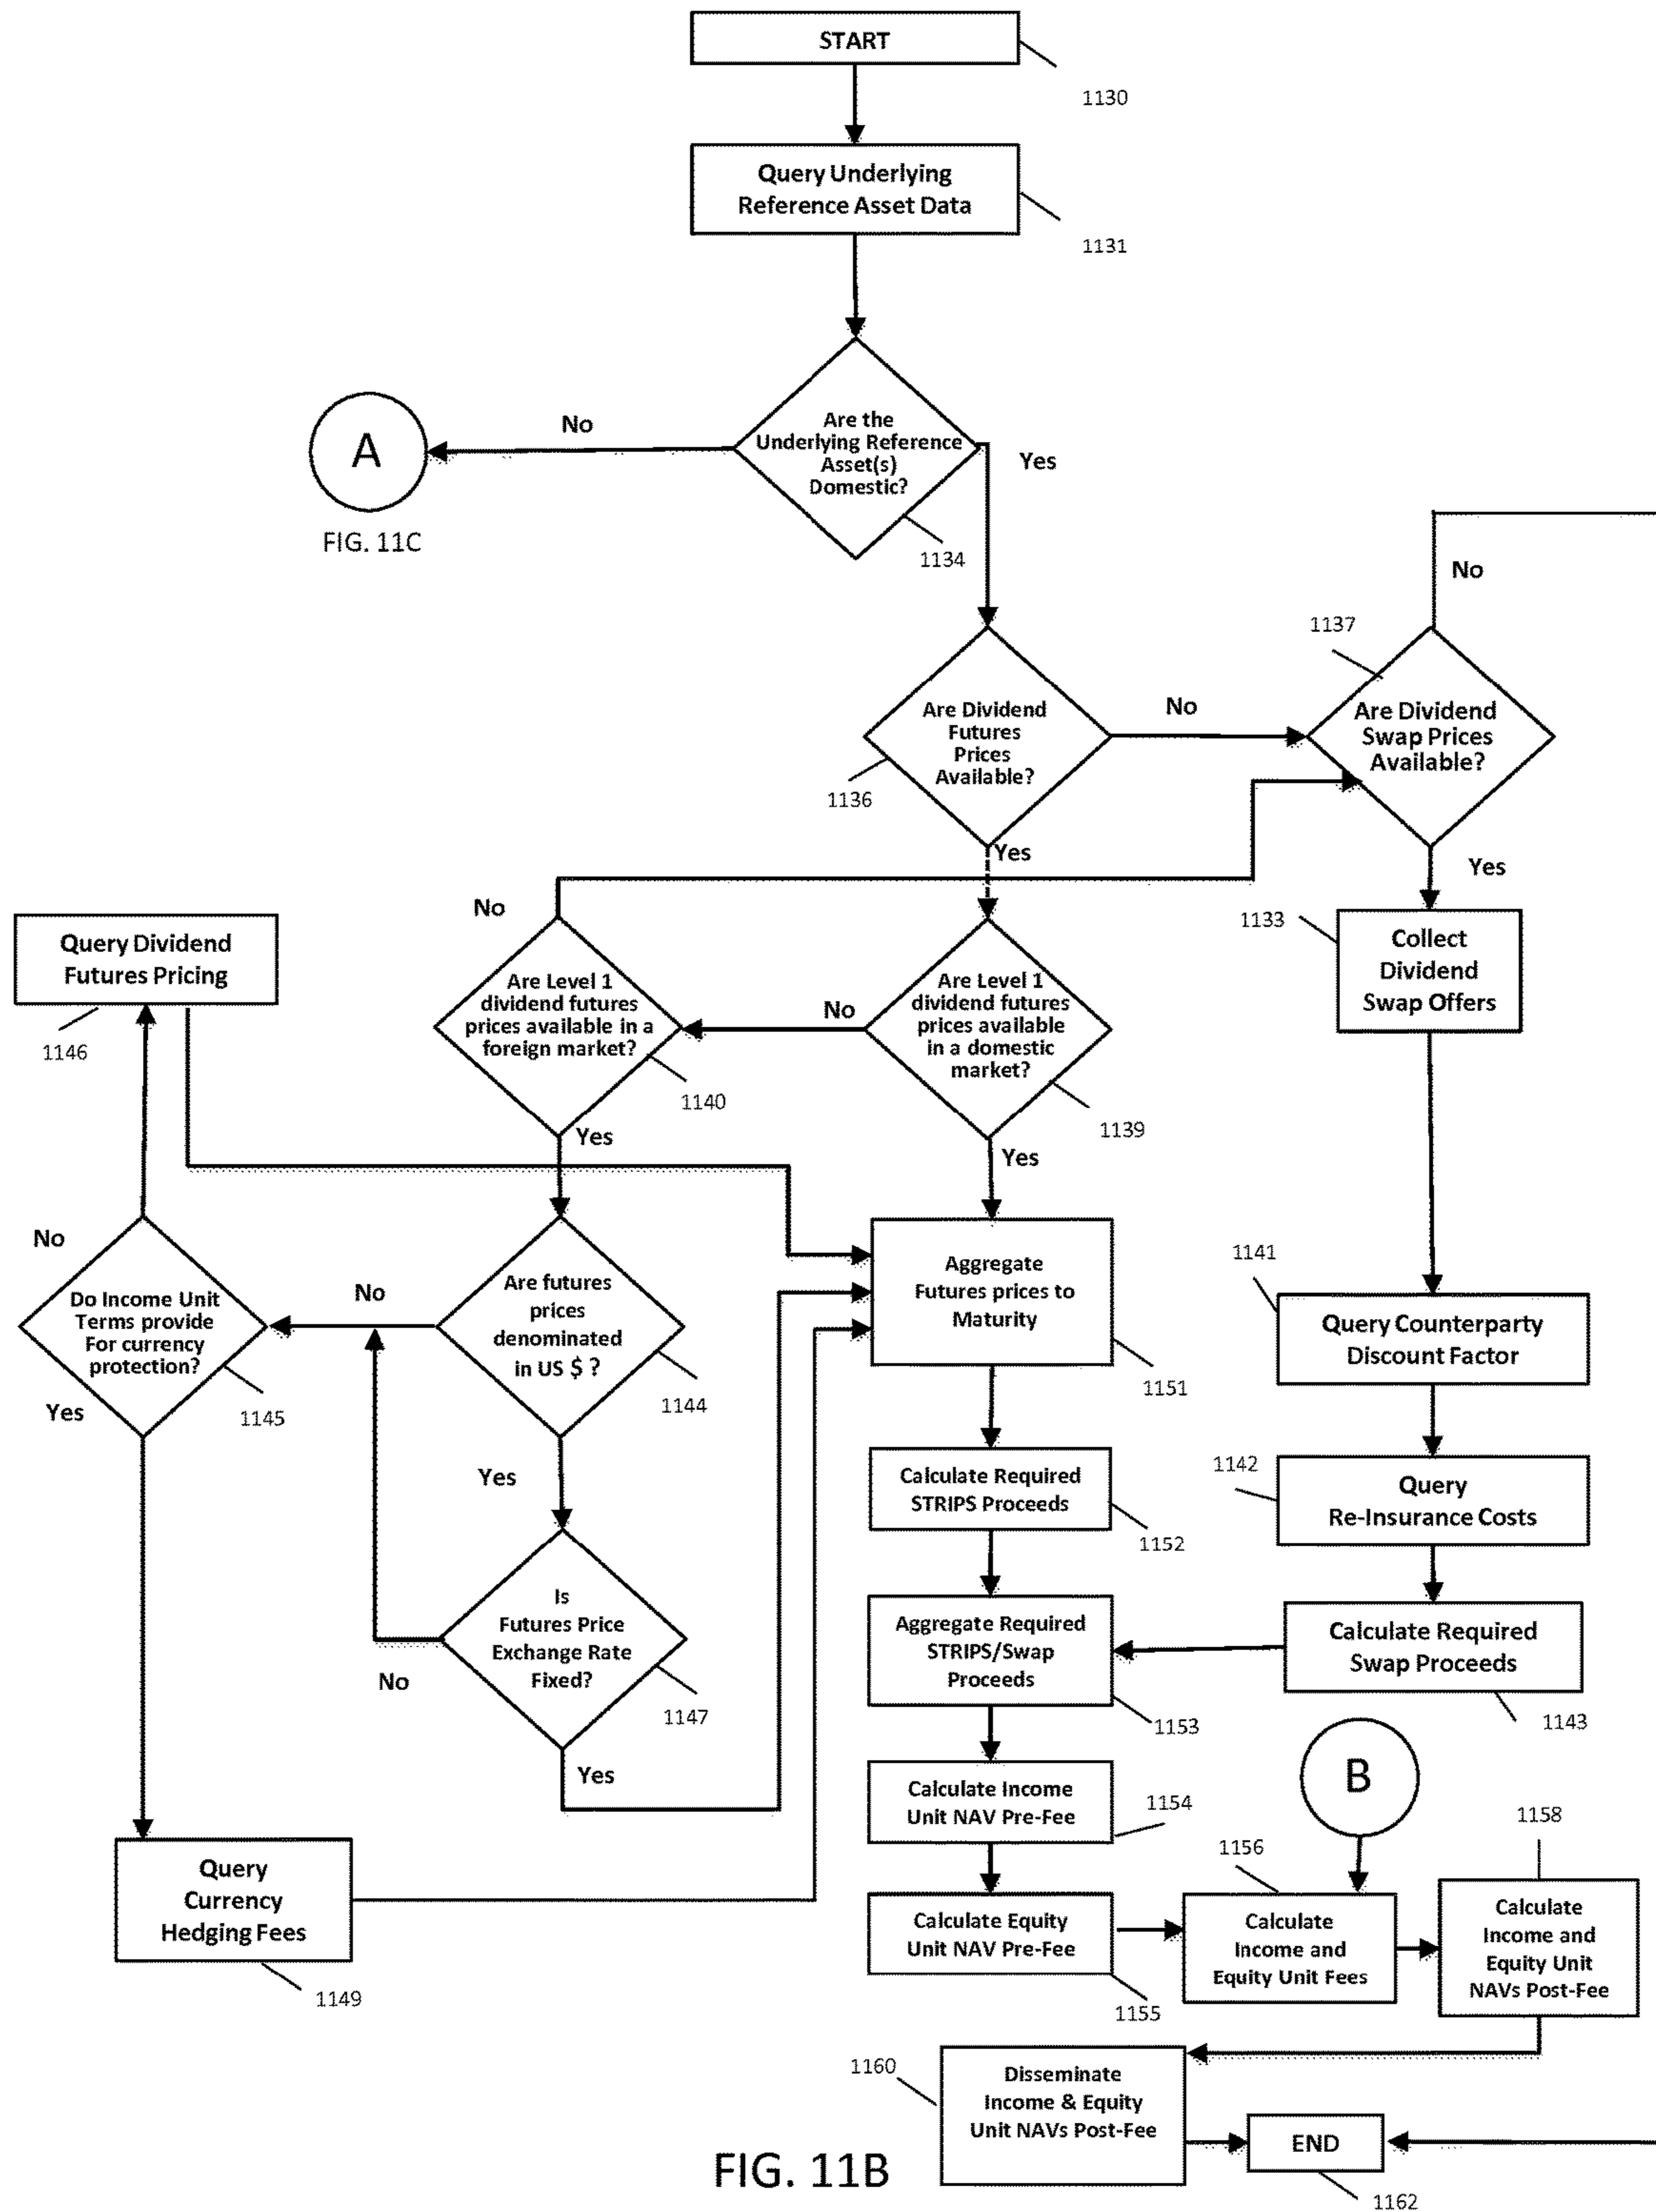 START
1130
Query Underlying
Reference Asset Data
1131
Are the
Underlying Reference
Asset(s)
Domestic?
No
Yes
A
FIG. 11C
1134
No
1137
Are Dividend
Futures
Prices
Available?
No
Are Dividend
Swap Prices
Available?
1136
Yes
Yes
No
Query Dividend
Futures Pricing
1146
1133
Collect
Dividend
Swap Offers
Are Level 1
dividend futures
prices available in a
foreign market?
No
Are Level 1
dividend futures
prices available
in a domestic
market?
1140
1139
Yes
Yes
No
Do Income Unit
Terms provide
For currency
protection?
Yes
1145
No
Are futures
prices
denominated
in US $ ?
1144
Yes
Aggregate
Futures prices to
Maturity
1151
1141
Query Counterparty
Discount Factor
Calculate Required
STRIPS Proceeds
1152
1142
Query
Re-Insurance Costs
Is
Futures Price
Exchange Rate
Fixed?
No
1147
Yes
Aggregate Required
STRIPS/Swap
Proceeds
1153
Calculate Required
Swap Proceeds
1143
B
Calculate Income
Unit NAV Pre-Fee
1154
Query
Currency
Hedging Fees
1149
Calculate Equity
Unit NAV Pre-Fee
1155
1156
Calculate
Income and
Equity Unit Fees
1158
Calculate
Income and
Equity Unit
NAVs Post-Fee
1160
Disseminate
Income & Equity
Unit NAVs Post-Fee
END
1162
FIG. 11B